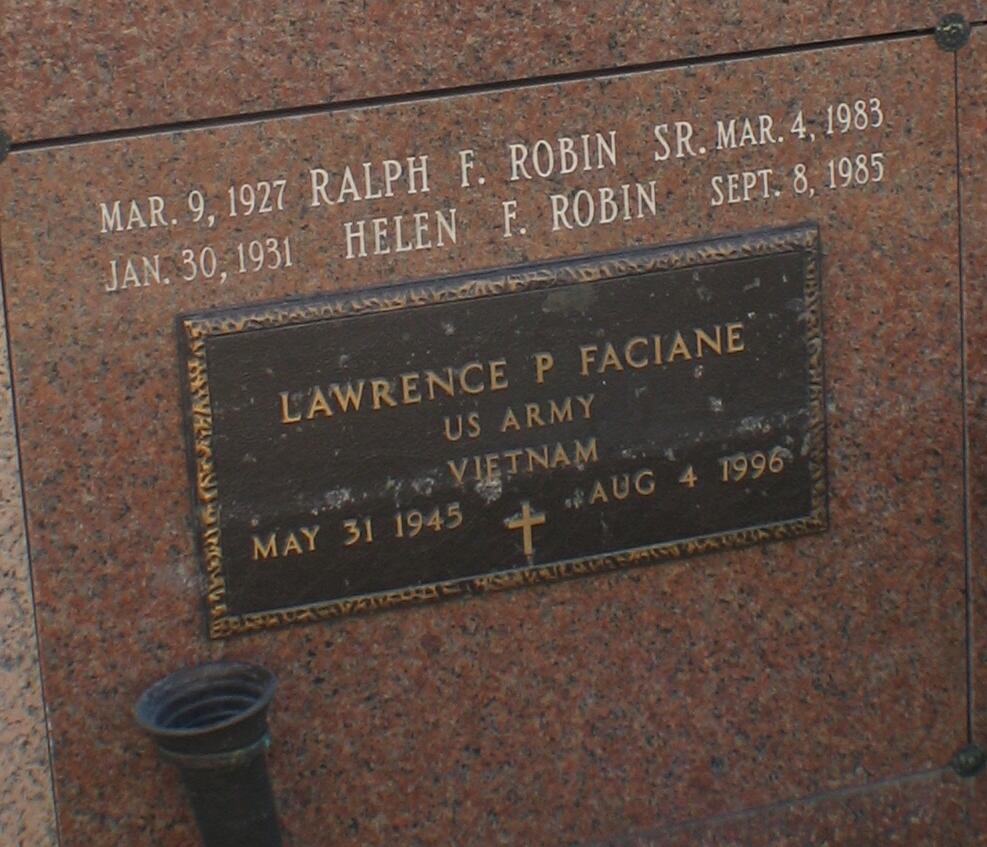 MAR. 9, 1927 RALPH F. ROBIN SR. MAR. 4, 1983
JAN. 30, 1931 HELEN F. ROBIN SEPT. 8, 1985
LAWRENCE P FACIANE
US ARMY
VIETNAM
MAY 31 1945 AUG 4 1996